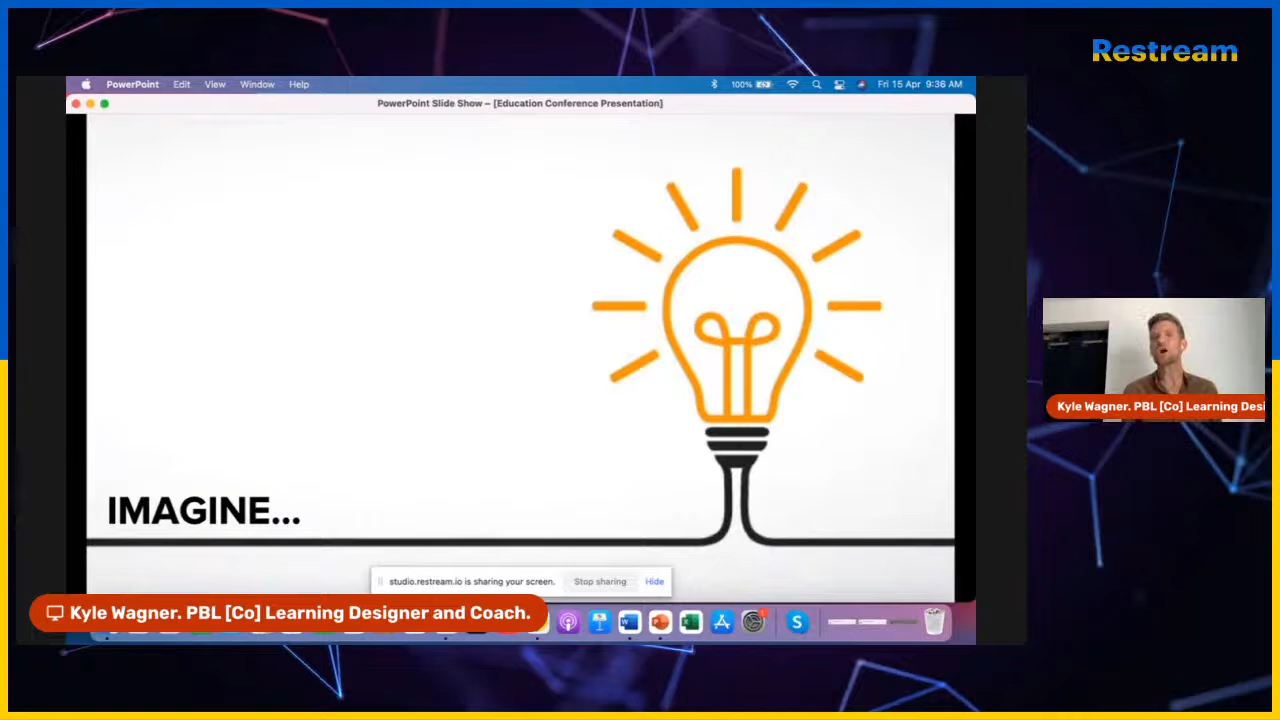 Restream
PowerPoint Edit View Window Help 100% Fri 15 Apr 9:36 AM
PowerPoint Slide Show – [Education Conference Presentation]
IMAGINE...
studio.restream.io is sharing your screen. Stop sharing Hide
Kyle Wagner. PBL [Co] Learning Designer and Coach.
Kyle Wagner. PBL [Co] Learning Desi